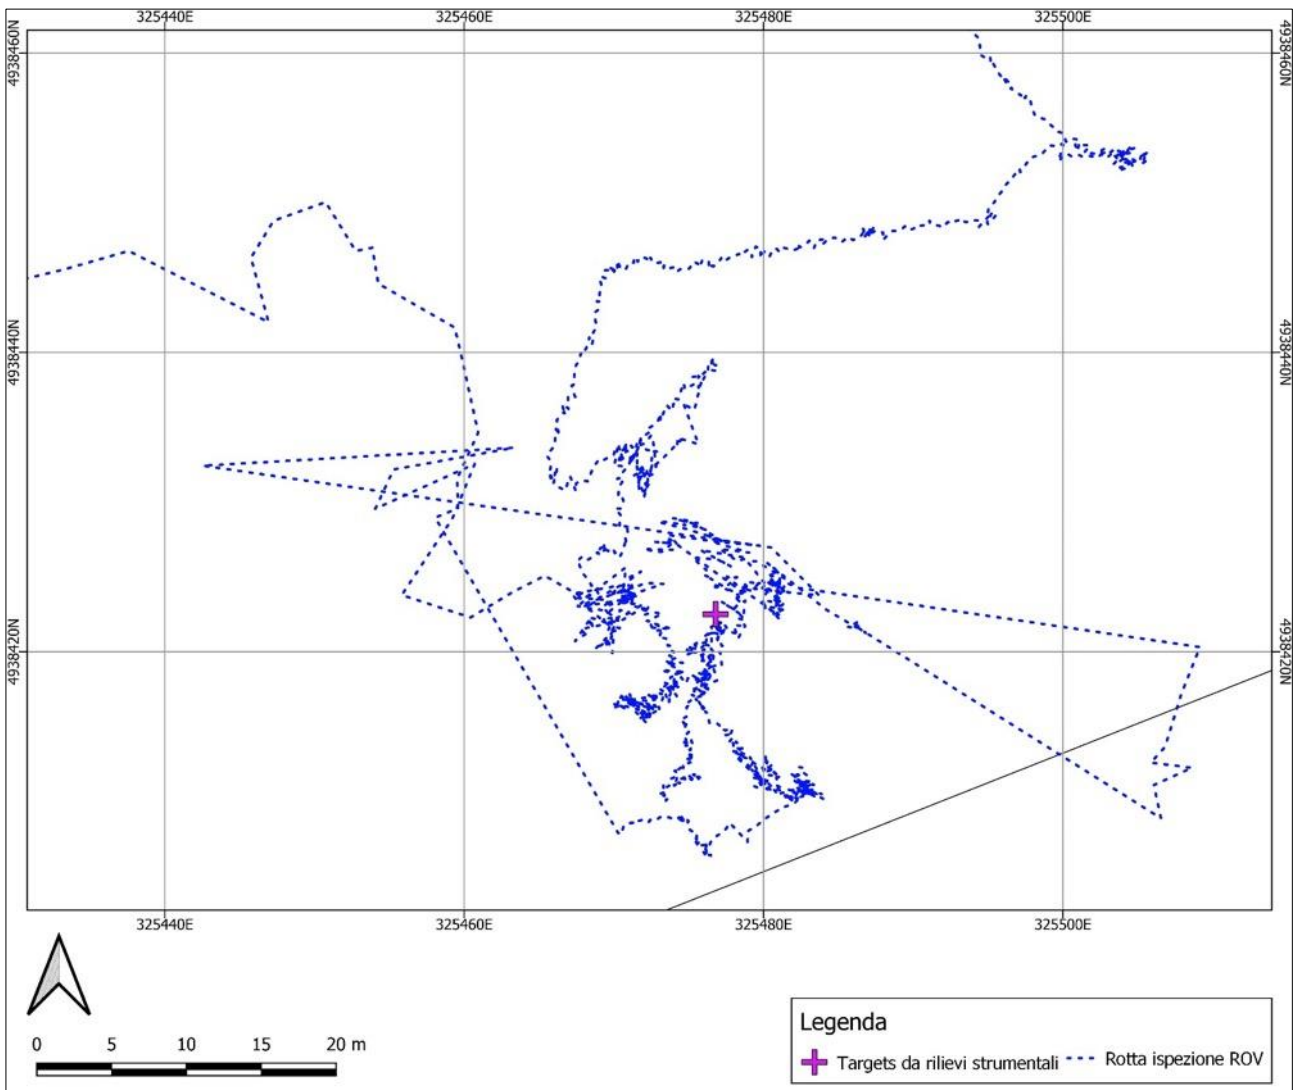 325440E 325460E 325480E 325500E
4938460N 4938460N
4938440N 4938440N
4938420N 4938420N
325440E 325460E 325480E 325500E
0 5 10 15 20 m
Legenda
Targets da rilievi strumentali Rotta ispezione ROV